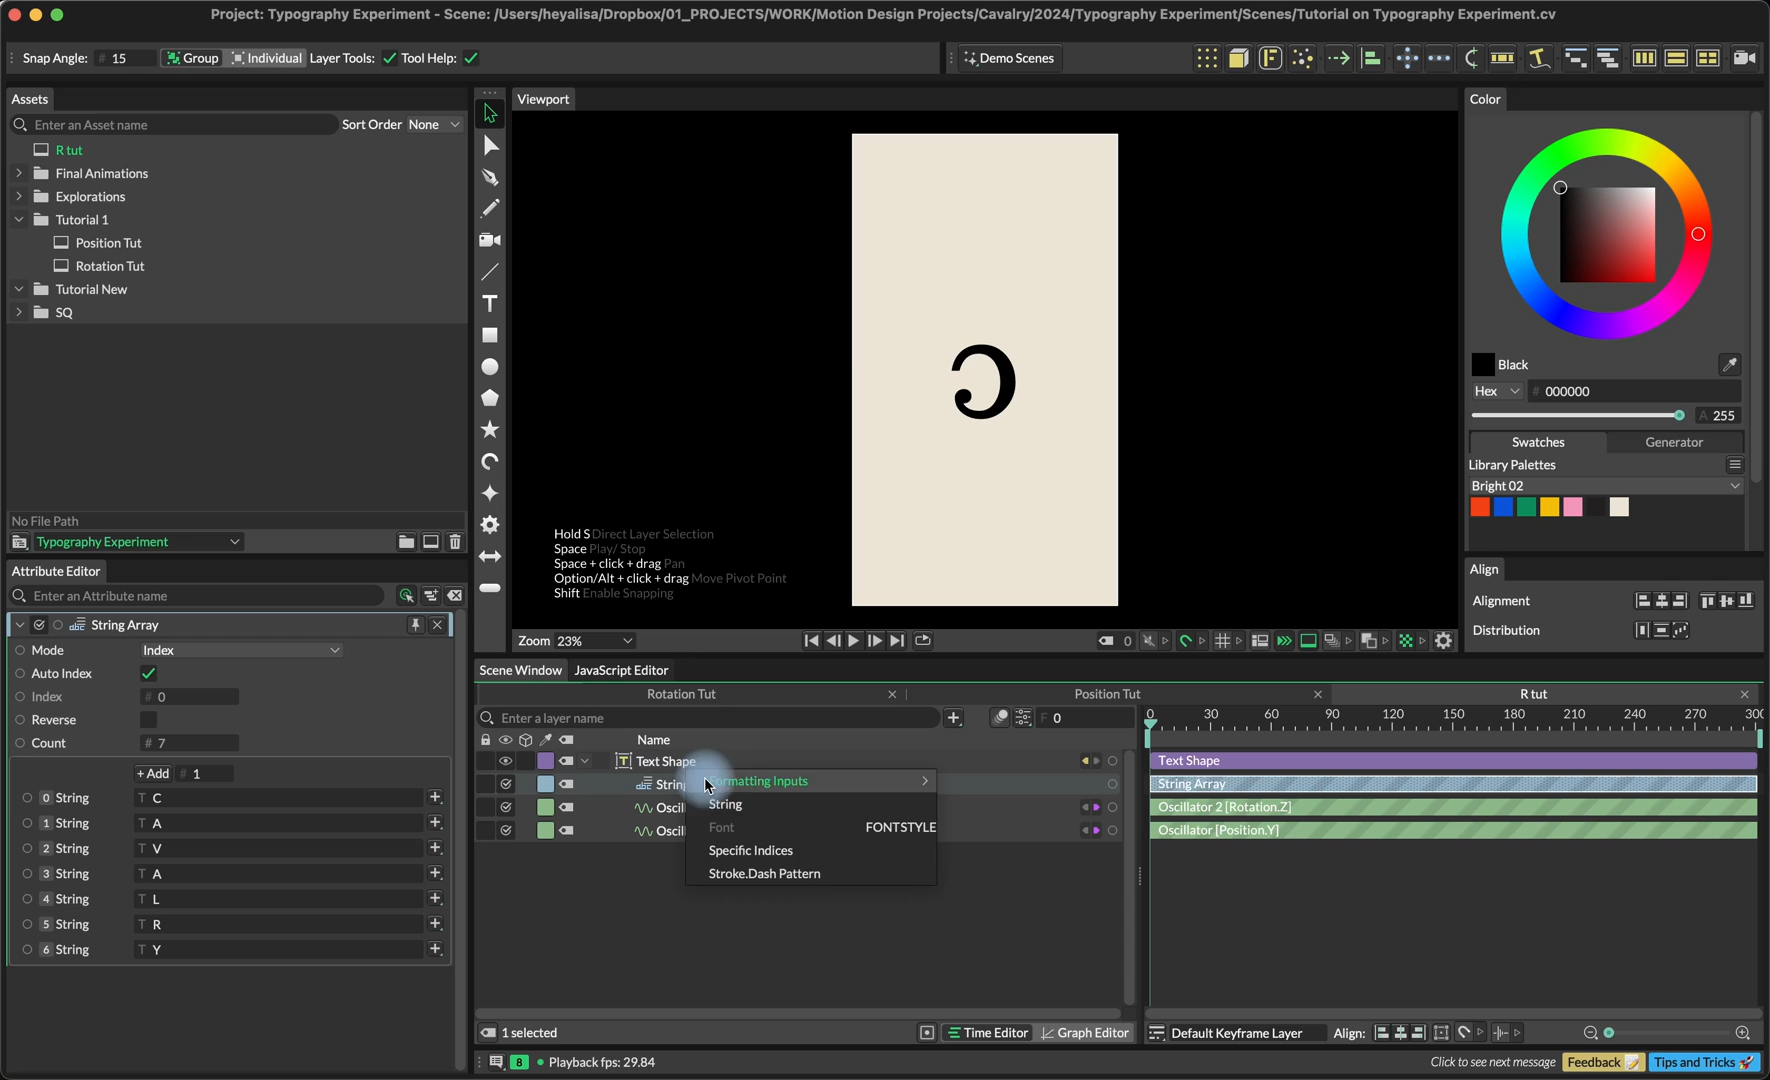 Project: Typography Experiment - Scene: /Users/heyalisa/Dropbox/01_PROJECTS/WORK/Motion Design Projects/Cavalry/2024/Typography Experiment/Scenes/Tutorial on Typography Experiment.cv
Snap Angle: # 15 Group Individual Layer Tools: Tool Help: Demo Scenes
Assets
Enter an Asset name Sort Order None
R tut
Final Animations
Explorations
Tutorial 1
Position Tut
Rotation Tut
Tutorial New
SQ
No File Path
Typography Experiment
Attribute Editor
Enter an Attribute name
String Array
Mode Index
Auto Index
Index # 0
Reverse
Count # 7
+ Add # 1
0 String T C
1 String T A
2 String T V
3 String T A
4 String T L
5 String T R
6 String T Y
Viewport
C
Hold S Direct Layer Selection
Space Play/ Stop
Space + click + drag Pan
Option/Alt + click + drag Move Pivot Point
Shift Enable Snapping
Zoom 23%
0
Color
Black
Hex # 000000
A 255
Swatches Generator
Library Palettes
Bright 02
Align
Alignment
Distribution
Scene Window JavaScript Editor
Rotation Tut Position Tut R tut
Enter a layer name F 0
0 30 60 90 120 150 180 210 240 270 300
Name
Text Shape
Formatting Inputs
String
Font FONTSTYLE
Specific Indices
Stroke.Dash Pattern
Text Shape
String Array
Oscillator 2 [Rotation.Z]
Oscillator [Position.Y]
1 selected
Time Editor Graph Editor
Default Keyframe Layer Align:
8 Playback fps: 29.84
Click to see next message Feedback Tips and Tricks